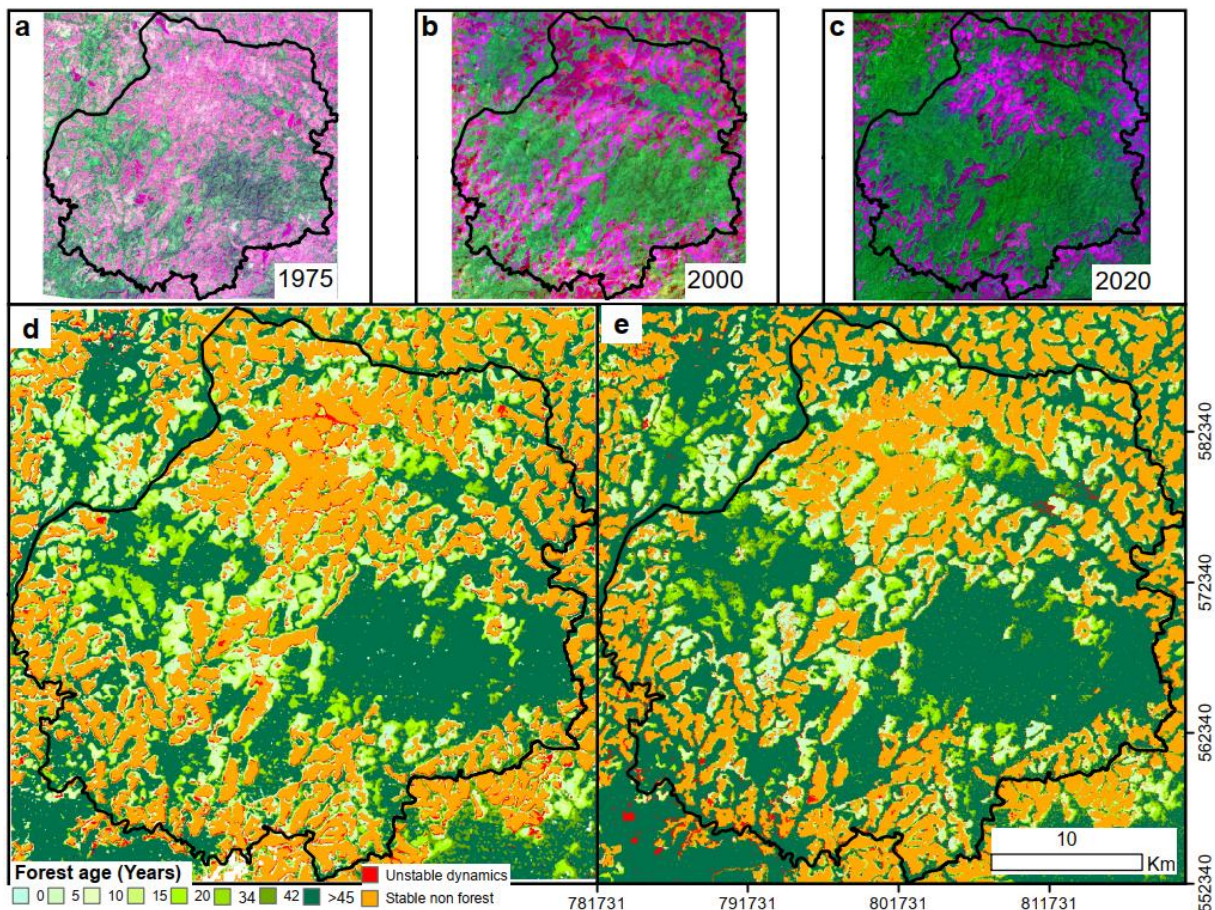 a
b
c
1975
2000
2020
d
e
582340
572340
562340
552340
10
Km
Forest age (Years)
0 5 10 15 20 34 42 >45
Unstable dynamics
Stable non forest
781731 791731 801731 811731